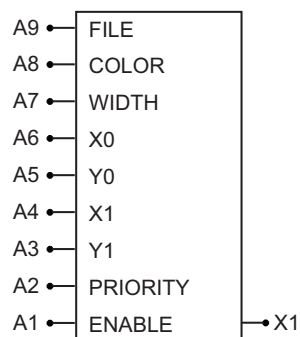 A9 FILE
A8 COLOR
A7 WIDTH
A6 X0
A5 Y0
A4 X1
A3 Y1
A2 PRIORITY
A1 ENABLE X1